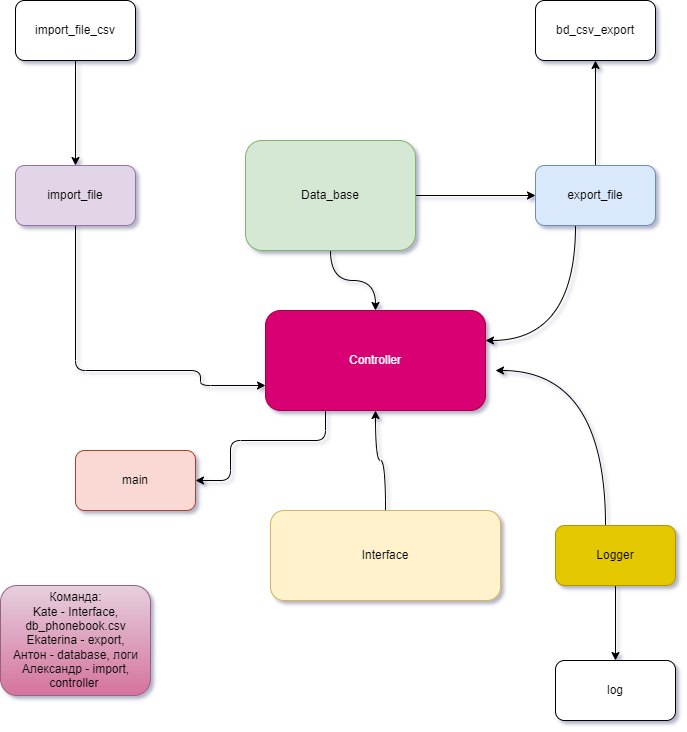 import_file_csv
bd_csv_export
import_file
Data_base
export_file
Controller
main
Interface
Logger
Команда:
Kate - Interface,
db_phonebook.csv
Ekaterina - export,
Антон - database, логи
Александр - import,
controller
log